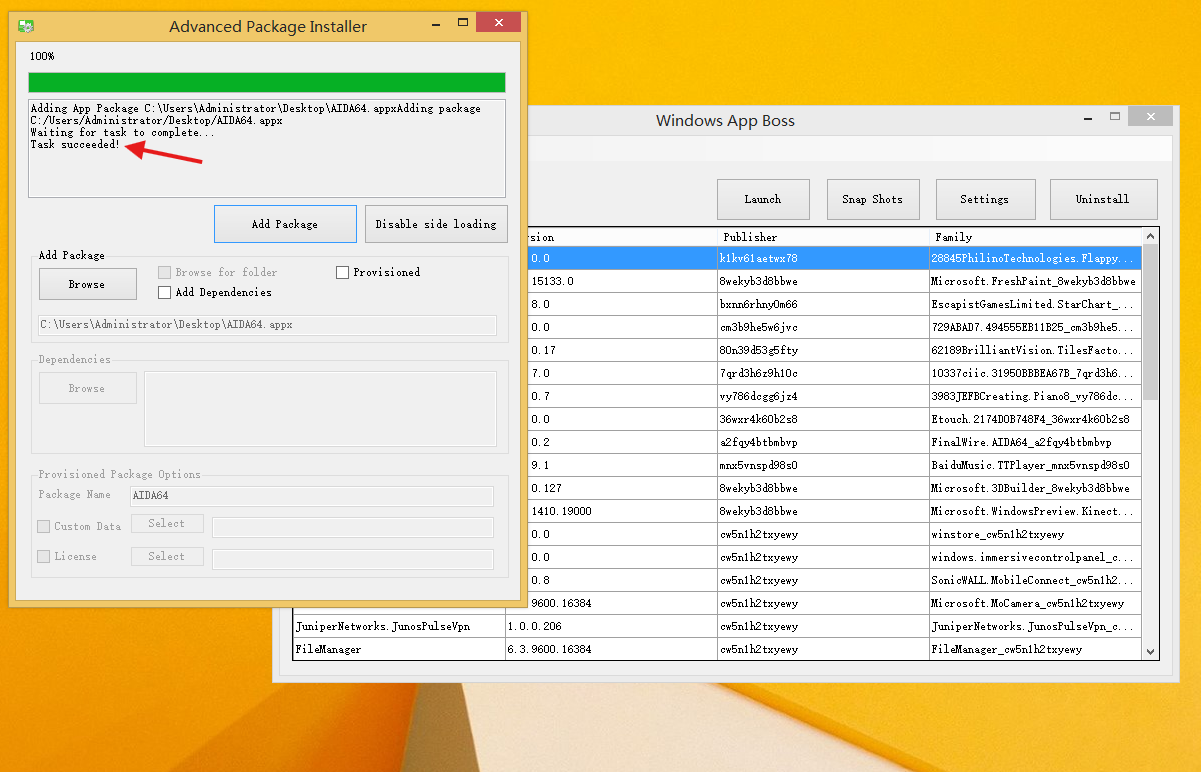 Advanced Package Installer
100%
Adding App Package C:\Users\Administrator\Desktop\AIDA64.appxAdding package
C:/Users/Administrator/Desktop/AIDA64.appx
Waiting for task to complete...
Task succeeded!
Add Package
Disable side loading
Add Package
Browse
Browse for folder
Provisioned
Add Dependencies
C:\Users\Administrator\Desktop\AIDA64.appx
Dependencies
Browse
Provisioned Package Options
Package Name
AIDA64
Custom Data
Select
License
Select
Windows App Boss
Launch
Snap Shots
Settings
Uninstall
Publisher Family
0.0 k1kv61aetwx78 28845PhilinoTechnologies.Flappy...
15133.0 8wekyb3d8bbwe Microsoft.FreshPaint_8wekyb3d8bbwe
8.0 bxnn6rhny0m66 EscapistGamesLimited.StarChart_...
0.0 cm3b9he5w6jvc 729ABAD7.494555EB11B25_cm3b9he5...
0.17 80n39d53g5fty 62189BrilliantVision.TilesFacto...
7.0 7qrd3h6z9h10c 10337ciic.31950BBBEA67B_7qrd3h6...
0.7 vy786dcgg6jz4 3983JEFBCreating.Piano8_vy786dc...
0.0 36wxr4k60b2s8 Etouch.2174DOB748F4_36wxr4k60b2s8
0.2 a2fqy4btbmbvp FinalWire.AIDA64_a2fqy4btbmbvp
9.1 mnx5vnspd98s0 BaiduMusic.TTPlayer_mnx5vnspd98s0
0.127 8wekyb3d8bbwe Microsoft.3DBuilder_8wekyb3d8bbwe
1410.19000 8wekyb3d8bbwe Microsoft.WindowsPreview.Kinect...
0.0 cw5n1h2txyewy winstore_cw5n1h2txyewy
0.0 cw5n1h2txyewy windows.immersivecontrolpanel_c...
0.8 cw5n1h2txyewy SonicWALL.MobileConnect_cw5n1h2...
9600.16384 cw5n1h2txyewy Microsoft.MoCamera_cw5n1h2txyewy
JuniperNetworks.JunosPulseVpn 1.0.0.206 cw5n1h2txyewy JuniperNetworks.JunosPulseVpn_c...
FileManager 6.3.9600.16384 cw5n1h2txyewy FileManager_cw5n1h2txyewy